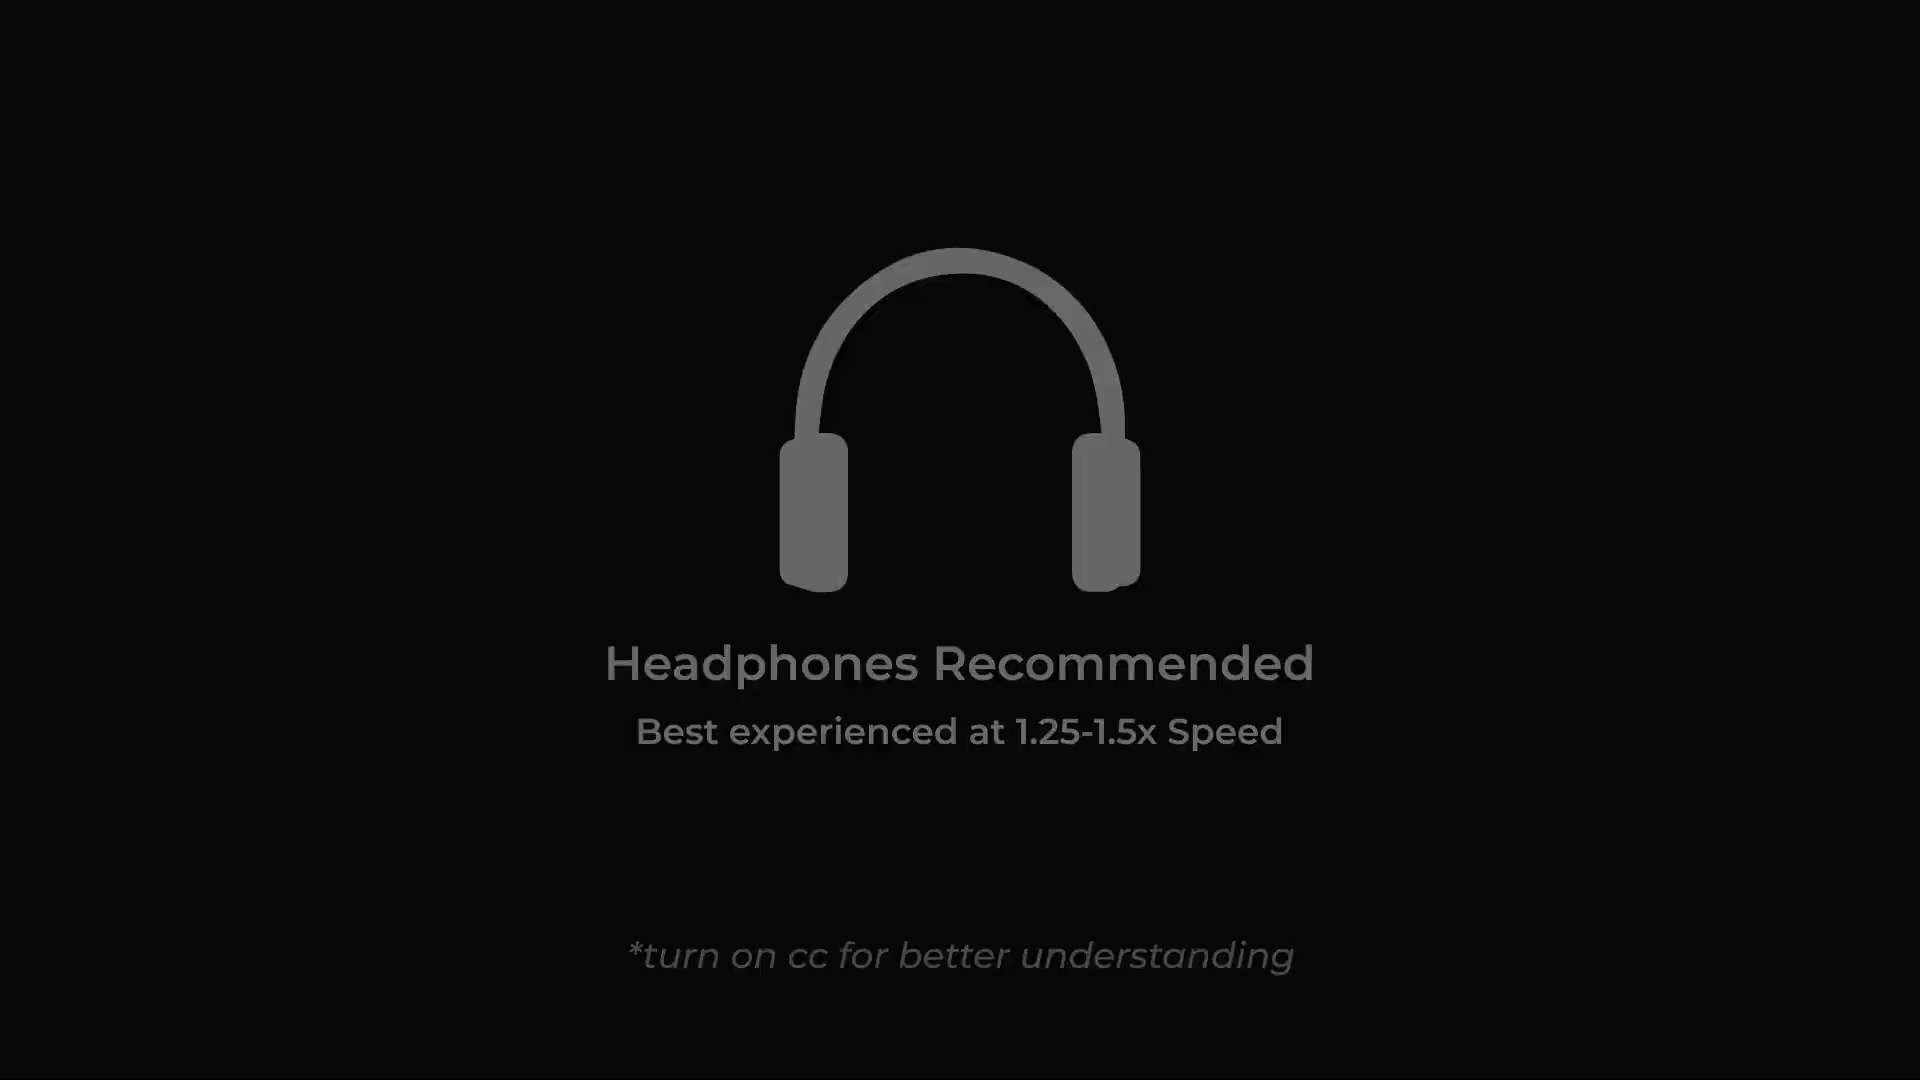 Headphones Recommended
Best experienced at 1.25-1.5x Speed
*turn on cc for better understanding